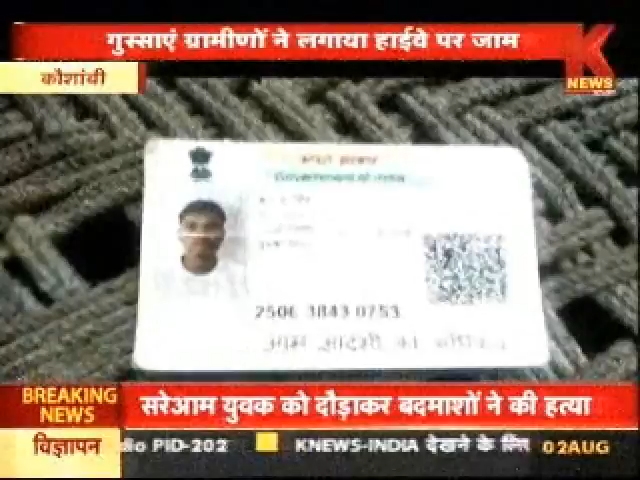 गुस्साएं ग्रामीणों ने लगाया हाईवे पर जाम
K
NEWS
कौशांबी
भारत सरकार
Government of India
2506 3843 0753
आम आदमी का
BREAKING
NEWS
सरेआम युवक को दौड़ाकर बदमाशों ने की हत्या
विज्ञापन
No PID-202 KNEWS-INDIA देखने के लिए 02AUG